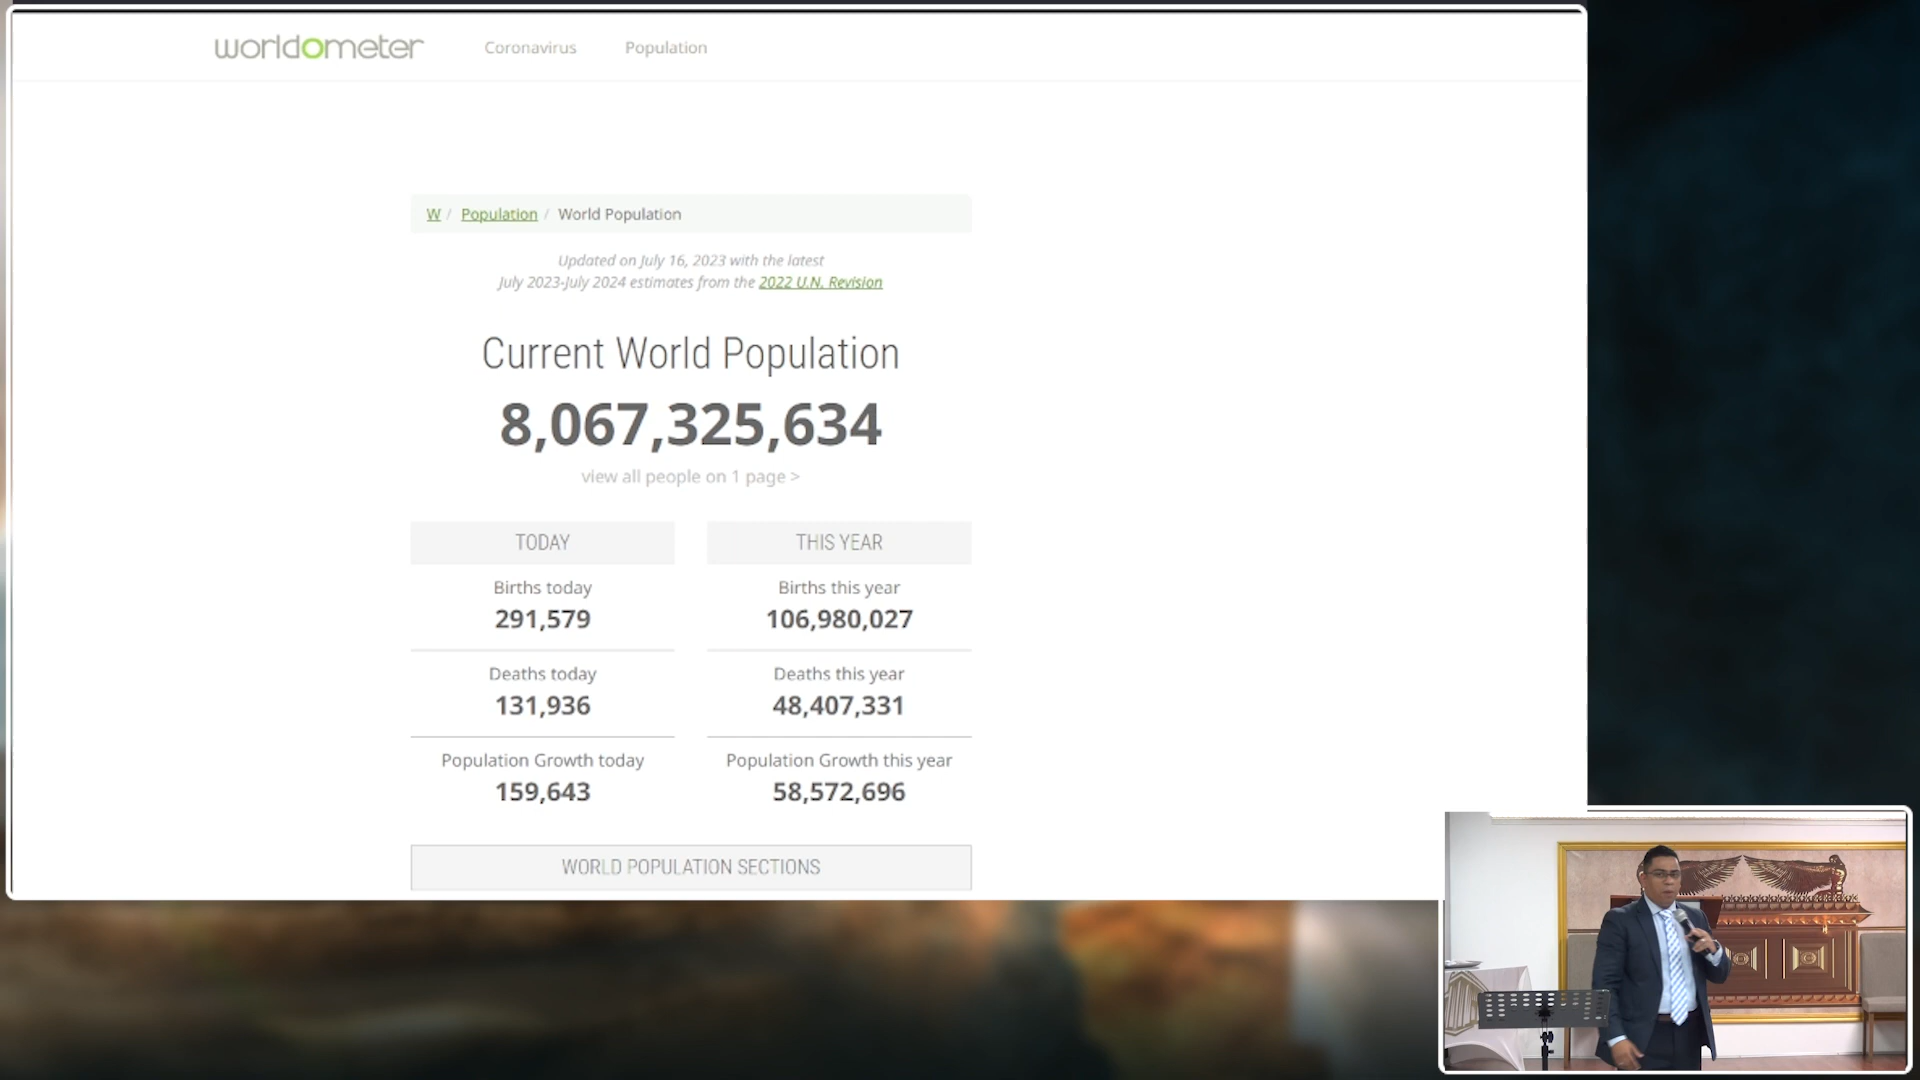 worldometer
Coronavirus
Population
W / Population / World Population
Updated on July 16, 2023 with the latest
July 2023-July 2024 estimates from the 2022 U.N. Revision
Current World Population
8,067,325,634
view all people on 1 page >
TODAY
Births today
291,579
Deaths today
131,936
Population Growth today
159,643
THIS YEAR
Births this year
106,980,027
Deaths this year
48,407,331
Population Growth this year
58,572,696
WORLD POPULATION SECTIONS